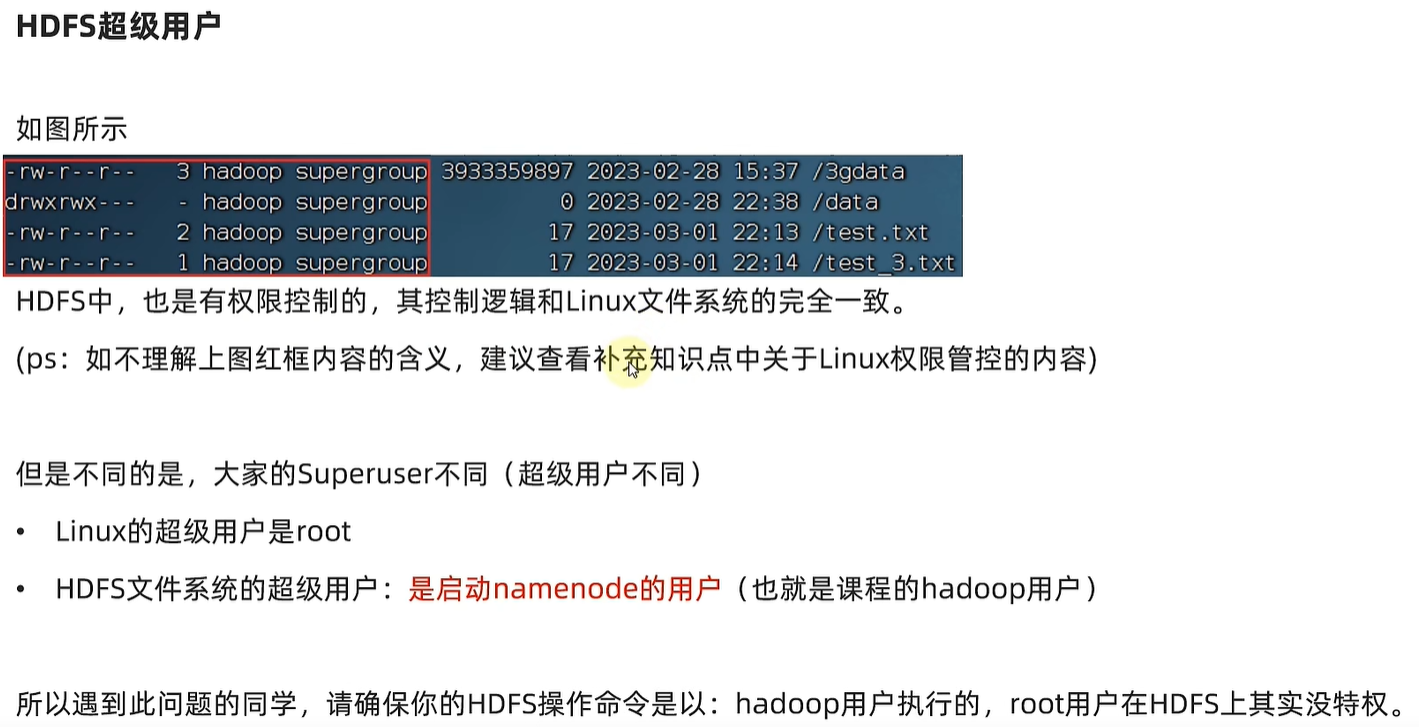 HDFS超级用户
如图所示
-rw-r--r-- 3 hadoop supergroup 3933359897 2023-02-28 15:37 /3gdata
drwxrwx--- - hadoop supergroup 0 2023-02-28 22:38 /data
-rw-r--r-- 2 hadoop supergroup 17 2023-03-01 22:13 /test.txt
-rw-r--r-- 1 hadoop supergroup 17 2023-03-01 22:14 /test_3.txt
HDFS中，也是有权限控制的，其控制逻辑和Linux文件系统的完全一致。
(ps：如不理解上图红框内容的含义，建议查看补充知识点中关于Linux权限管控的内容)
但是不同的是，大家的Superuser不同（超级用户不同）
• Linux的超级用户是root
• HDFS文件系统的超级用户：是启动namenode的用户（也就是课程的hadoop用户）
所以遇到此问题的同学，请确保你的HDFS操作命令是以：hadoop用户执行的，root用户在HDFS上其实没特权。